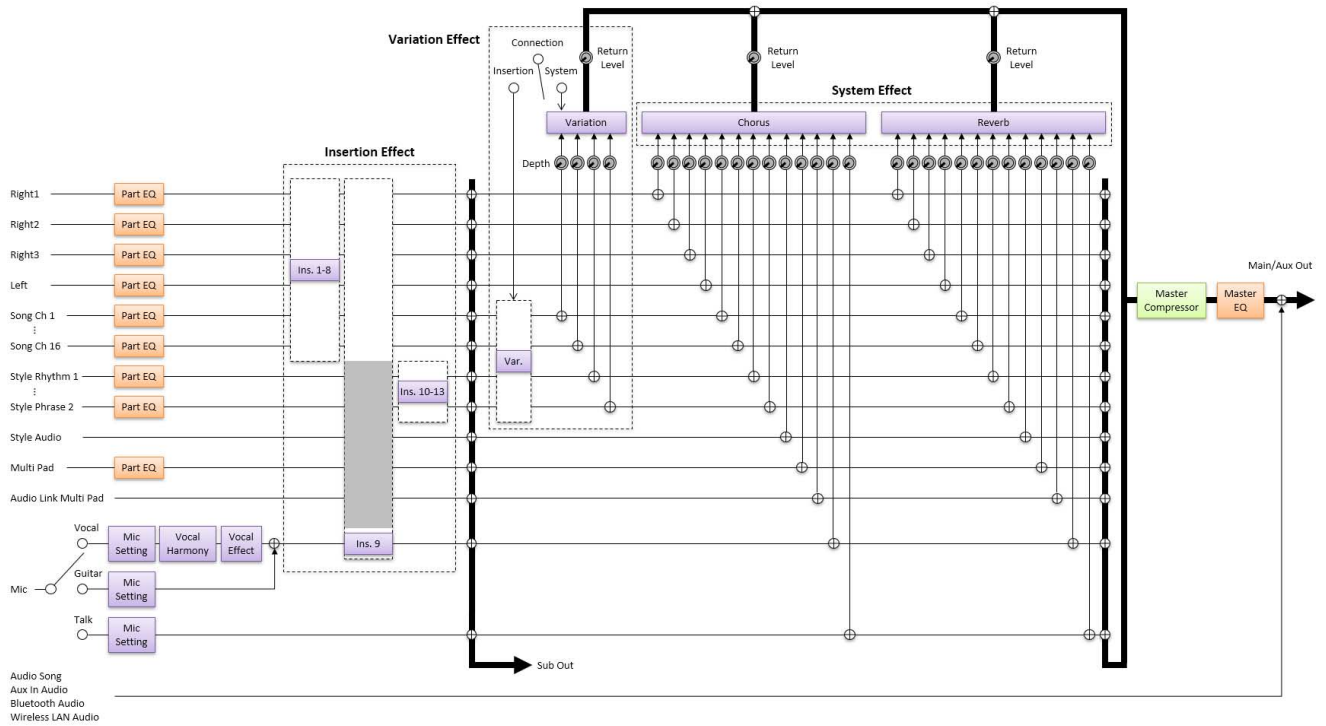 Variation Effect
Connection
Insertion
System
Return
Level
Return
Level
Return
Level
System Effect
Variation
Chorus
Reverb
Depth
Insertion Effect
Right1
Part EQ
Right2
Part EQ
Right3
Part EQ
Ins. 1-8
Left
Part EQ
Song Ch 1
Part EQ
Song Ch 16
Part EQ
Var.
Style Rhythm 1
Part EQ
Ins. 10-13
Style Phrase 2
Part EQ
Style Audio
Multi Pad
Part EQ
Audio Link Multi Pad
Main/Aux Out
Master
Compressor
Master
EQ
Mic
Vocal
Mic
Setting
Vocal
Harmony
Vocal
Effect
Ins. 9
Guitar
Mic
Setting
Talk
Mic
Setting
Sub Out
Audio Song
Aux In Audio
Bluetooth Audio
Wireless LAN Audio